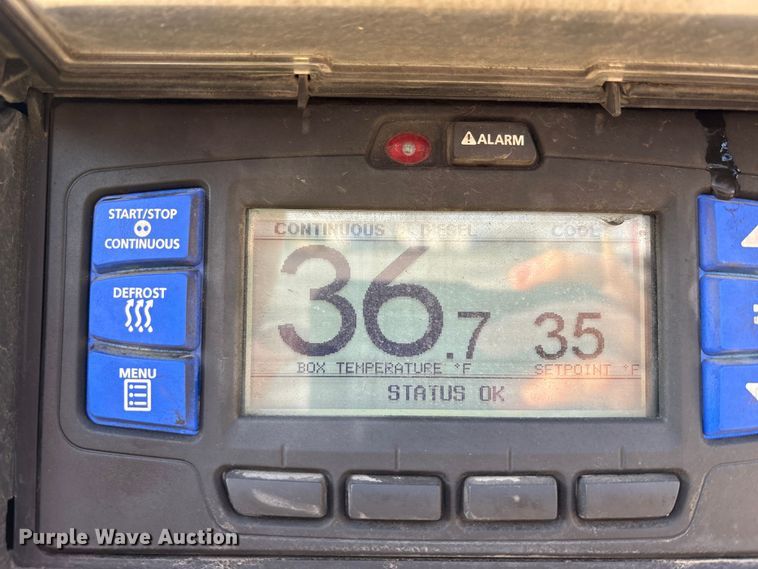 ALARM
START/STOP
CONTINUOUS
DEFROST
MENU
CONTINUOUS DIESEL COOL
36.7 35
BOX TEMPERATURE °F SETPOINT °F
STATUS OK
Purple Wave Auction